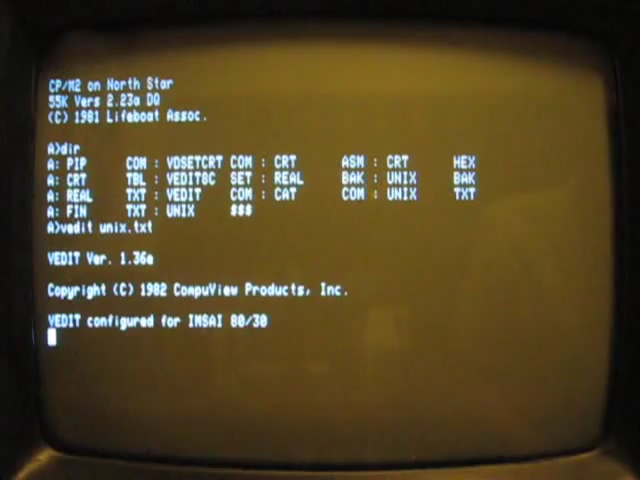 CP/M2 on North Star
55K Vers 2.23a DQ
(C) 1981 Lifeboat Assoc.
A>dir
A: PIP COM : VDSETCRT COM : CRT ASM : CRT HEX
A: CRT TBL : VEDIT8C SET : REAL BAK : UNIX BAK
A: REAL TXT : VEDIT COM : CAT COM : UNIX TXT
A: FIN TXT : UNIX $$$
A>vedit unix.txt
VEDIT Ver. 1.36e
Copyright (C) 1982 CompuView Products, Inc.
VEDIT configured for IMSAI 80/30